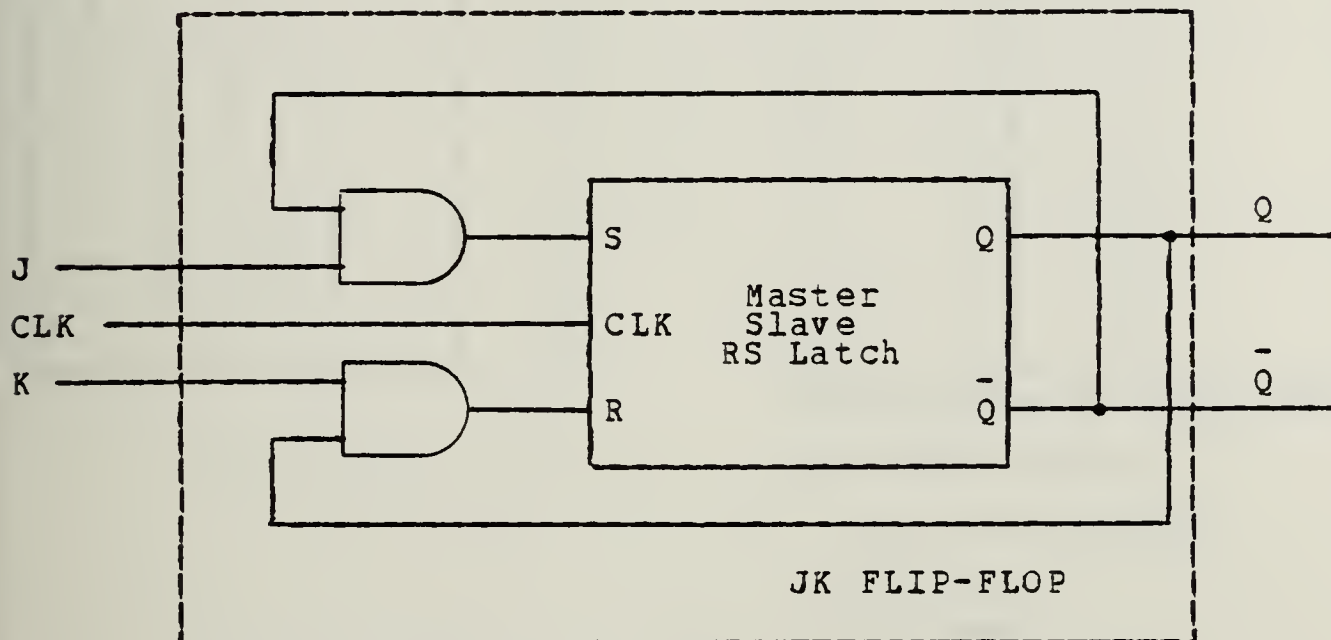 Q
S
Q
J
Master
CLK
CLK
Slave
RS Latch
K
R
Q̅
Q̅
JK FLIP-FLOP